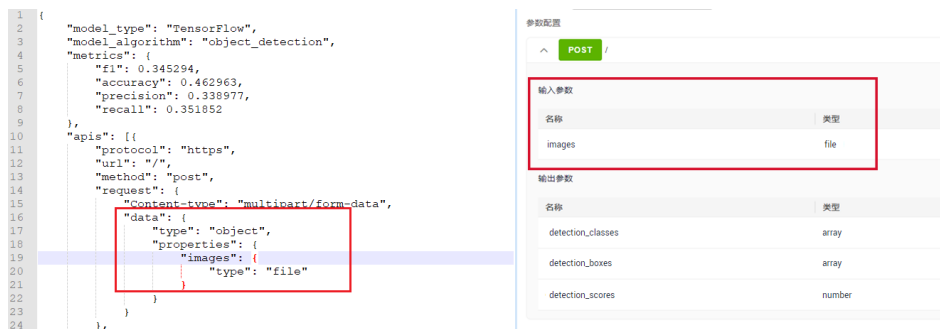 1 {
2 "model_type": "TensorFlow",
3 "model_algorithm": "object_detection",
4 "metrics": {
5 "f1": 0.345294,
6 "accuracy": 0.462963,
7 "precision": 0.338977,
8 "recall": 0.351852
9 },
10 "apis": [{
11 "protocol": "https",
12 "url": "/",
13 "method": "post",
14 "request": {
15 "Content-type": "multipart/form-data",
16 "data": {
17 "type": "object",
18 "properties": {
19 "images": {
20 "type": "file"
21 }
22 }
23 }
24 },
参数配置
POST /
输入参数
名称 类型
images file
输出参数
名称 类型
detection_classes array
detection_boxes array
detection_scores number